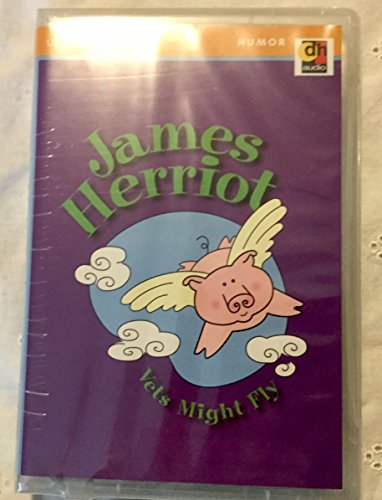 HUMOR
dh
audio
James
Herriot
Vets Might Fly